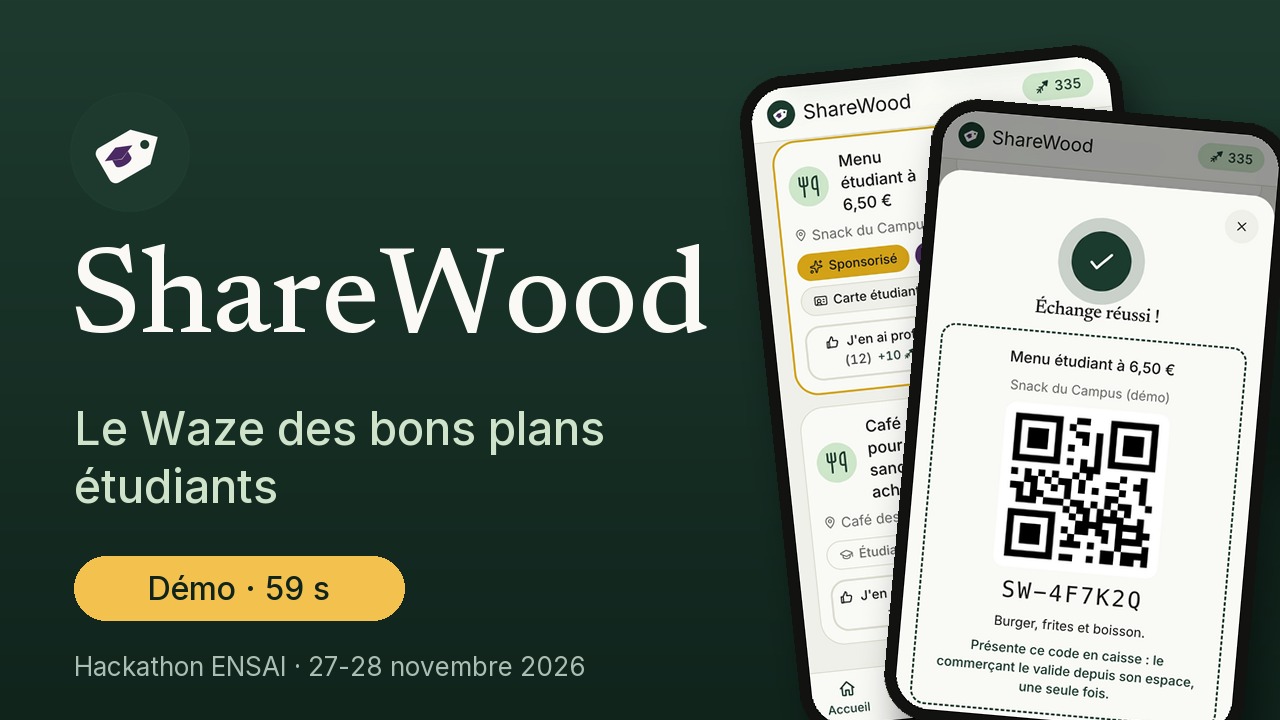 ShareWood
Le Waze des bons plans
étudiants
Démo · 59 s
Hackathon ENSAI · 27-28 novembre 2026
ShareWood
335
Menu
étudiant à
6,50 €
Snack du Campu
Sponsorisé
Carte étudiant
J'en ai prof
(12) +10
Café
pour
sand
ach
Café des
Étudia
J'en
Accueil
ShareWood
335
Échange réussi !
Menu étudiant à 6,50 €
Snack du Campus (démo)
SW–4F7K2Q
Burger, frites et boisson.
Présente ce code en caisse : le
commerçant le valide depuis son espace,
une seule fois.